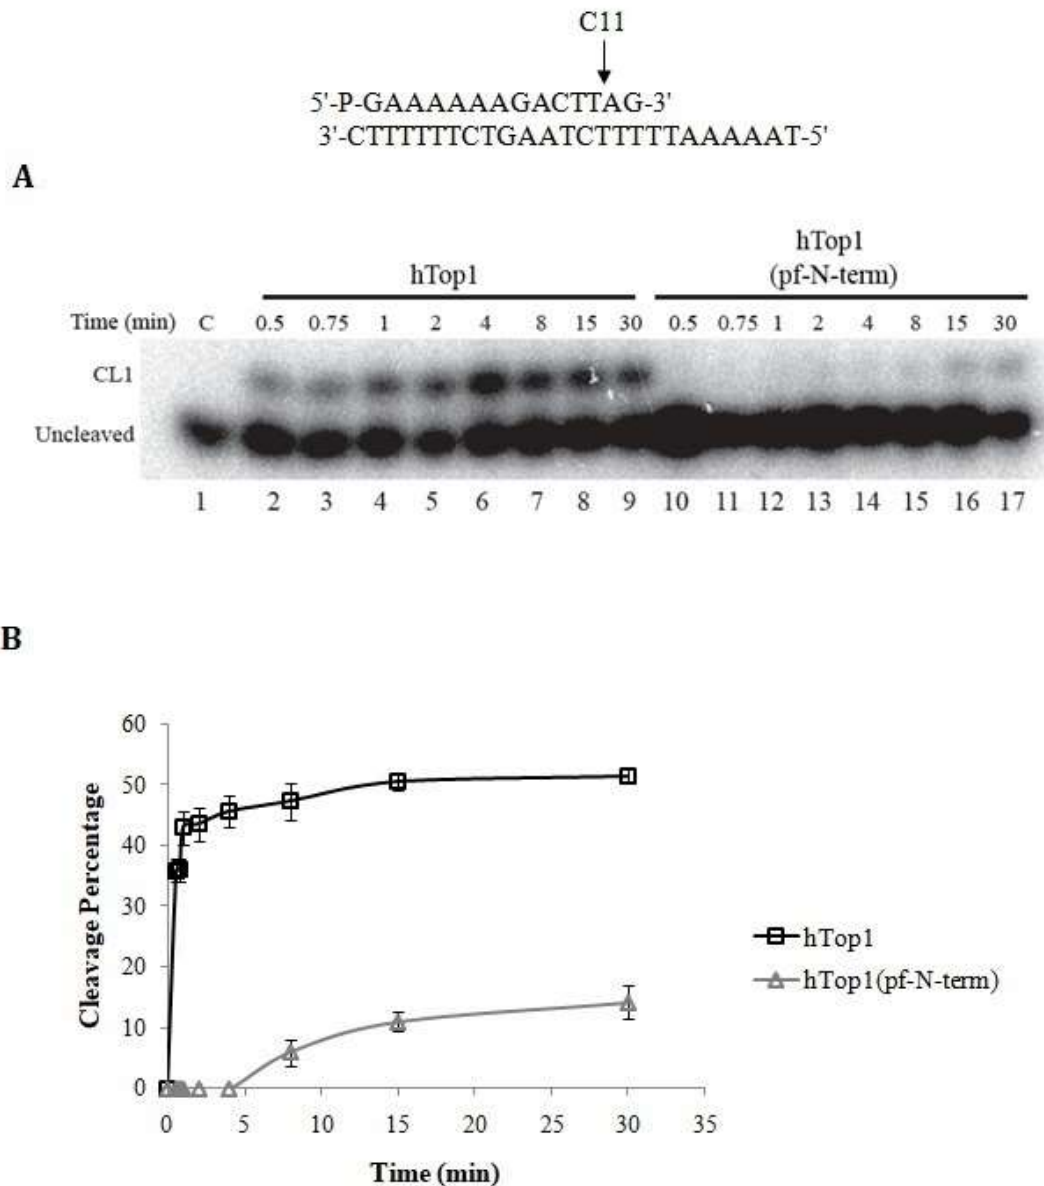 C11
5'-P-GAAAAAAGACTTAG-3'
3'-CTTTTTTCTGAATCTTTTTAAAAAT-5'
A
hTop1
hTop1
(pf-N-term)
Time (min) C 0.5 0.75 1 2 4 8 15 30 0.5 0.75 1 2 4 8 15 30
CL1
Uncleaved
1 2 3 4 5 6 7 8 9 10 11 12 13 14 15 16 17
B
60
50
40
30
20
10
0
Cleavage Percentage
0 5 10 15 20 25 30 35
Time (min)
hTop1
hTop1(pf-N-term)